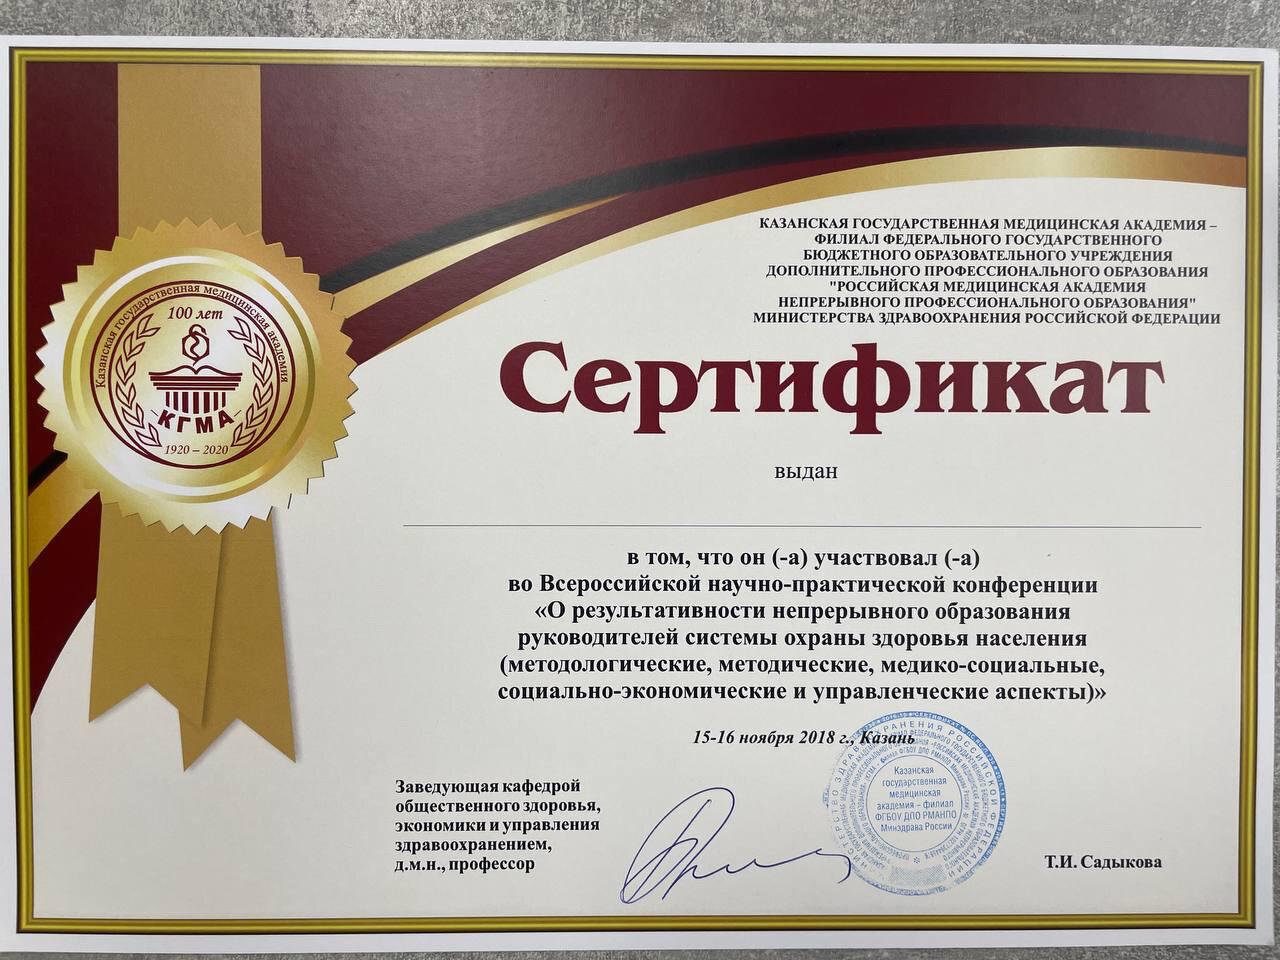 КАЗАНСКАЯ ГОСУДАРСТВЕННАЯ МЕДИЦИНСКАЯ АКАДЕМИЯ –
ФИЛИАЛ ФЕДЕРАЛЬНОГО ГОСУДАРСТВЕННОГО
БЮДЖЕТНОГО ОБРАЗОВАТЕЛЬНОГО УЧРЕЖДЕНИЯ
ДОПОЛНИТЕЛЬНОГО ПРОФЕССИОНАЛЬНОГО ОБРАЗОВАНИЯ
"РОССИЙСКАЯ МЕДИЦИНСКАЯ АКАДЕМИЯ
НЕПРЕРЫВНОГО ПРОФЕССИОНАЛЬНОГО ОБРАЗОВАНИЯ"
МИНИСТЕРСТВА ЗДРАВООХРАНЕНИЯ РОССИЙСКОЙ ФЕДЕРАЦИИ
Казанская государственная медицинская академия
100 лет
КГМА
1920 – 2020
Сертификат
выдан
в том, что он (-а) участвовал (-а)
во Всероссийской научно-практической конференции
«О результативности непрерывного образования
руководителей системы охраны здоровья населения
(методологические, методические, медико-социальные,
социально-экономические и управленческие аспекты)»
15-16 ноября 2018 г., Казань
Заведующая кафедрой
общественного здоровья,
экономики и управления
здравоохранением,
д.м.н., профессор
МИНИСТЕРСТВО ЗДРАВООХРАНЕНИЯ РОССИЙСКОЙ ФЕДЕРАЦИИ
Казанская
государственная
медицинская
академия – филиал
ФГБОУ ДПО РМАНПО
Минздрава России
Т.И. Садыкова